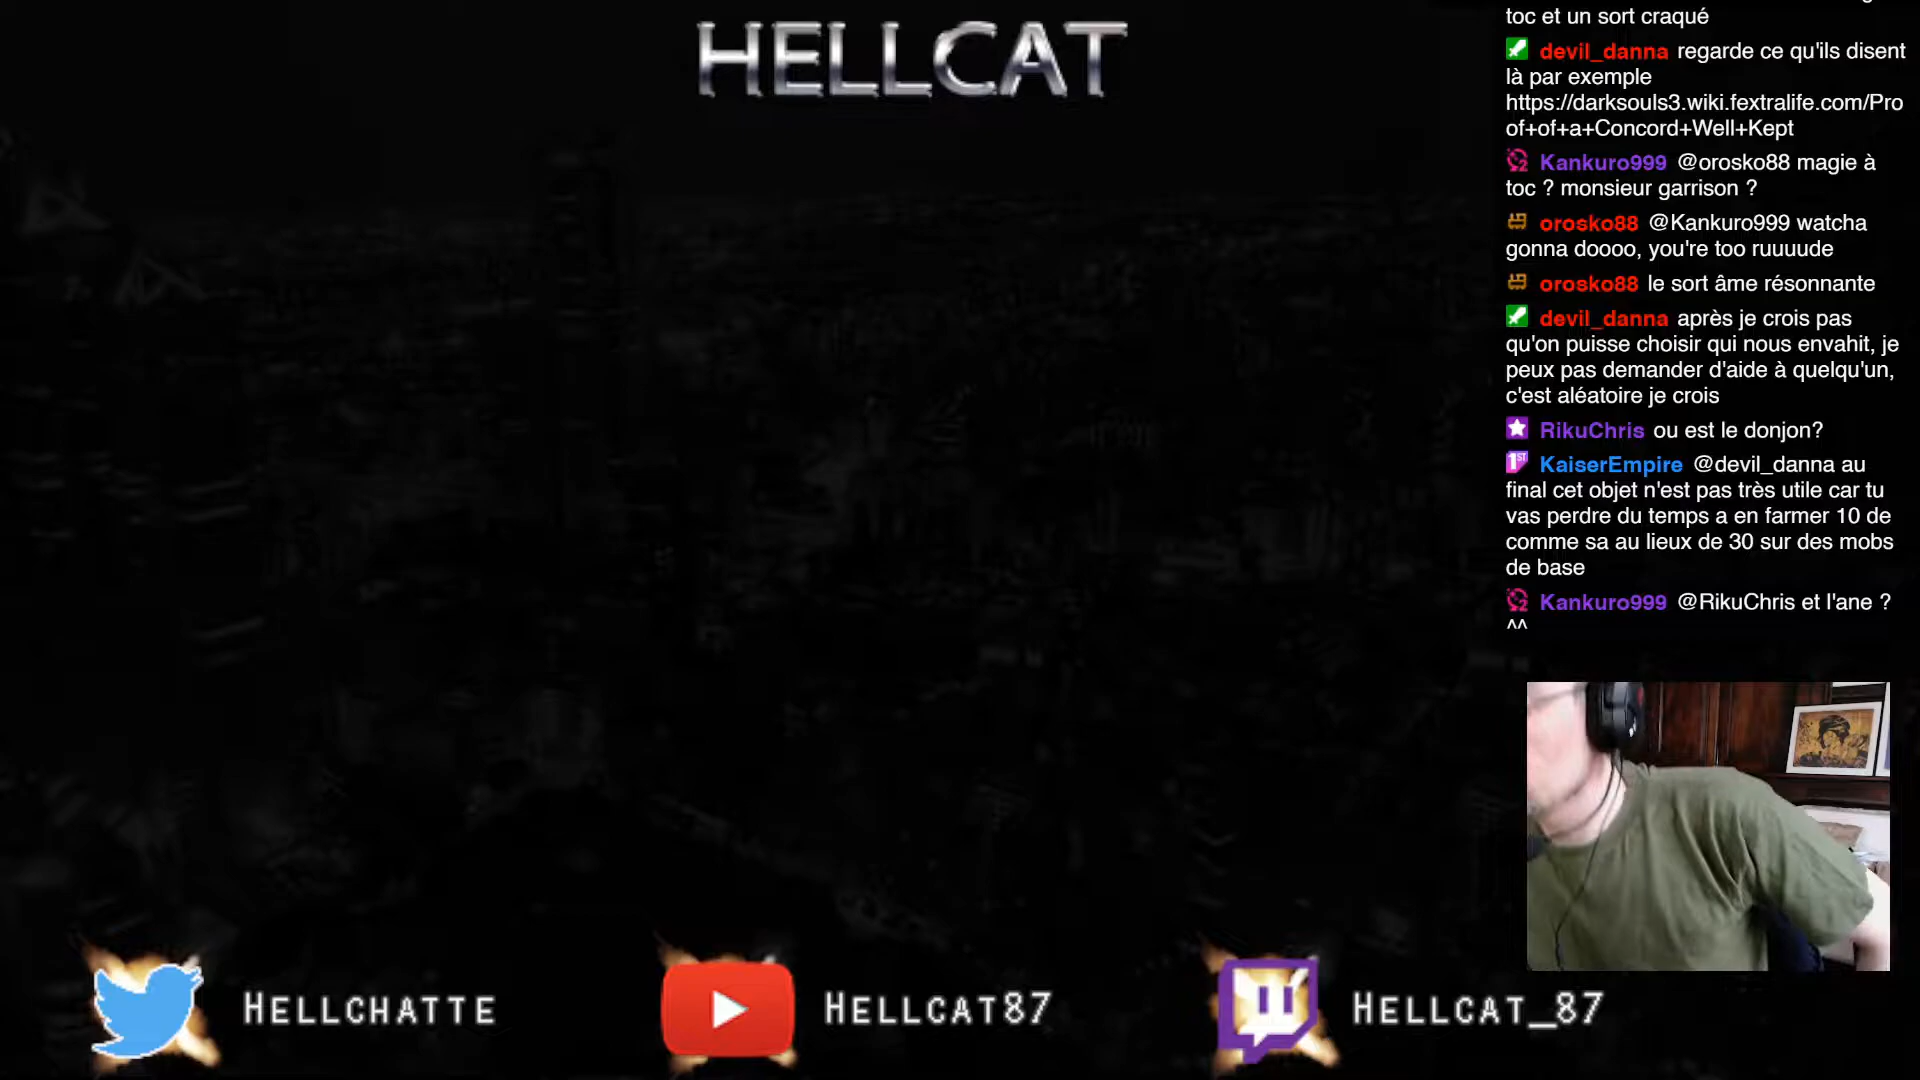 HELLCAT
toc et un sort craqué
devil_danna regarde ce qu'ils disent
là par exemple
https://darksouls3.wiki.fextralife.com/Pro
of+of+a+Concord+Well+Kept
Kankuro999 @orosko88 magie à
toc ? monsieur garrison ?
orosko88 @Kankuro999 watcha
gonna doooo, you're too ruuuude
orosko88 le sort âme résonnante
devil_danna après je crois pas
qu'on puisse choisir qui nous envahit, je
peux pas demander d'aide à quelqu'un,
c'est aléatoire je crois
RikuChris ou est le donjon?
1ST KaiserEmpire @devil_danna au
final cet objet n'est pas très utile car tu
vas perdre du temps a en farmer 10 de
comme sa au lieux de 30 sur des mobs
de base
Kankuro999 @RikuChris et l'ane ?
^^
HELLCHATTE
HELLCAT87
HELLCAT_87